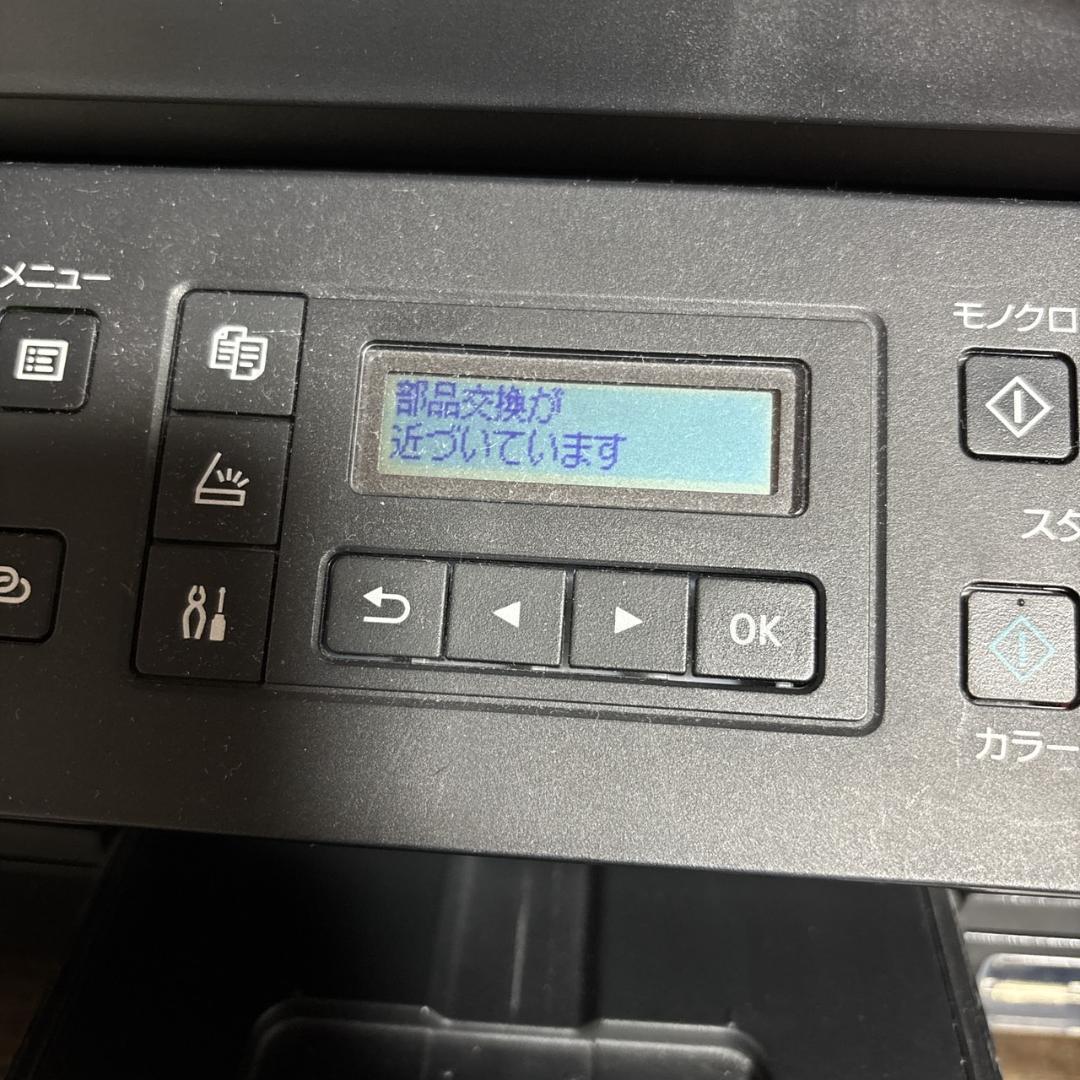 メニュー
モノクロ
部品交換が
近づいています
スタ
OK
カラー